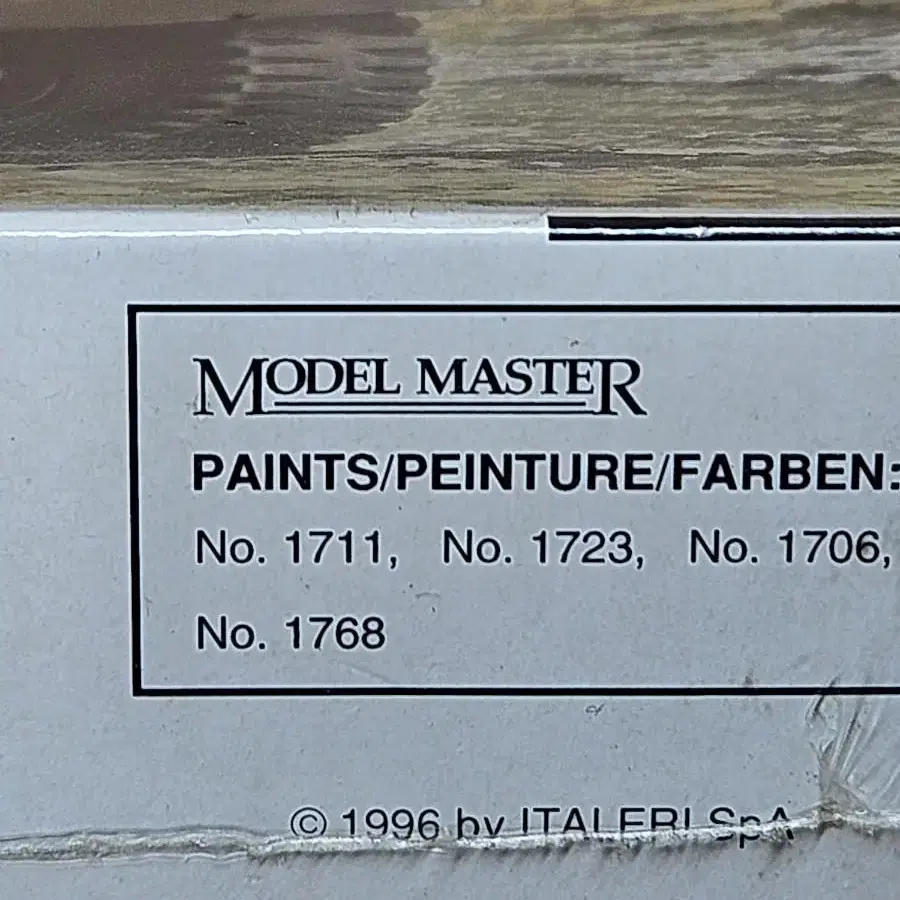 MODEL MASTER
PAINTS/PEINTURE/FARBEN:
No. 1711, No. 1723, No. 1706,
No. 1768
© 1996 by ITALERI SpA